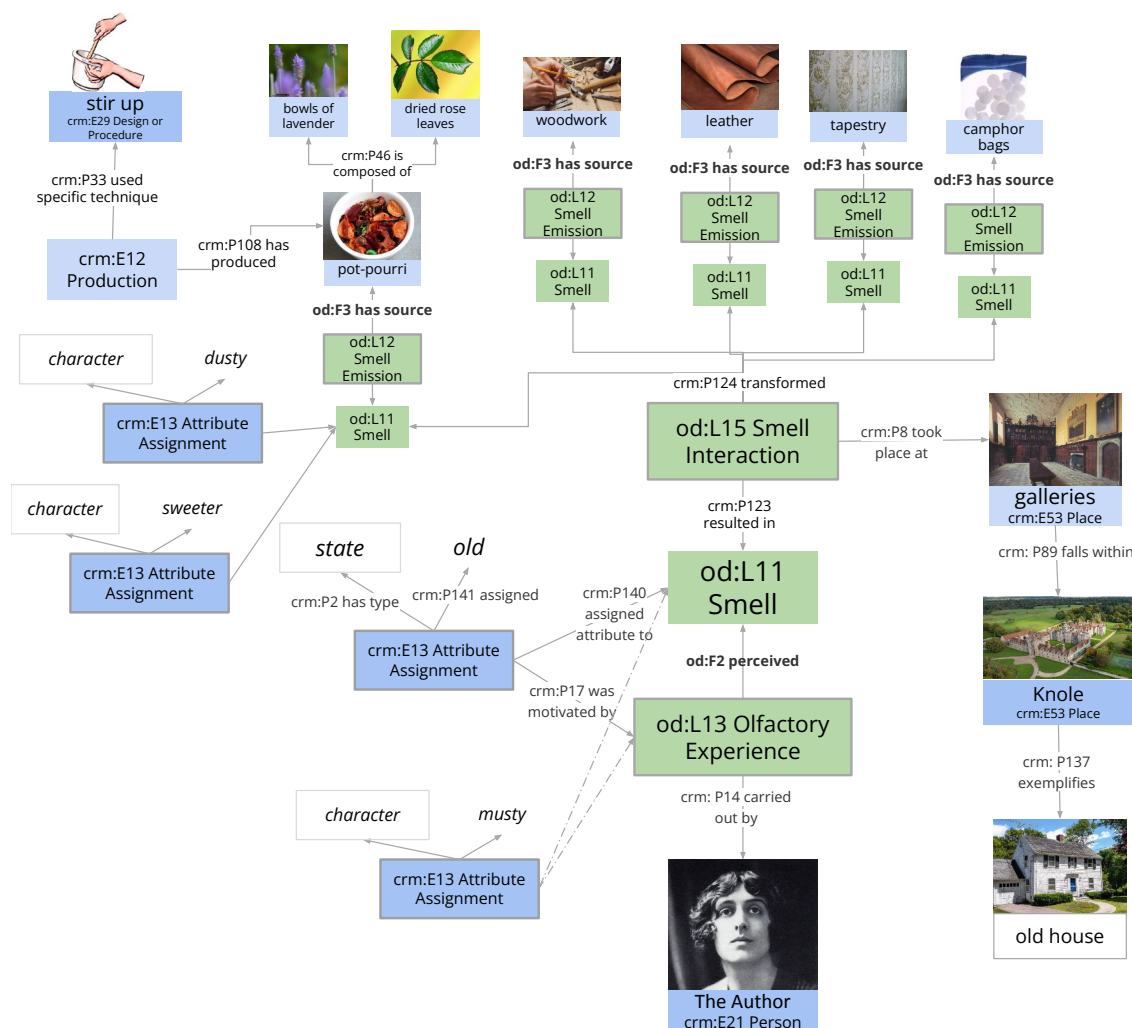 stir up
crm:E29 Design or
Procedure
bowls of
lavender
dried rose
leaves
woodwork
leather
tapestry
camphor
bags
crm:P33 used
specific technique
crm:P46 is
composed of
od:F3 has source
od:F3 has source
od:F3 has source
od:F3 has source
od:L12
Smell
Emission
od:L12
Smell
Emission
od:L12
Smell
Emission
od:L12
Smell
Emission
crm:E12
Production
crm:P108 has
produced
pot-pourri
od:L11
Smell
od:L11
Smell
od:L11
Smell
od:L11
Smell
od:F3 has source
od:L12
Smell
Emission
character
dusty
crm:E13 Attribute
Assignment
od:L11
Smell
crm:P124 transformed
od:L15 Smell
Interaction
crm:P8 took
place at
galleries
crm:E53 Place
character
sweeter
crm:E13 Attribute
Assignment
crm:P123
resulted in
crm: P89 falls within
state
old
crm:P2 has type
crm:P141 assigned
crm:P140
assigned
attribute to
od:L11
Smell
crm:E13 Attribute
Assignment
od:F2 perceived
crm:P17 was
motivated by
Knole
crm:E53 Place
od:L13 Olfactory
Experience
crm: P137
exemplifies
crm: P14 carried
out by
character
musty
crm:E13 Attribute
Assignment
old house
The Author
crm:E21 Person